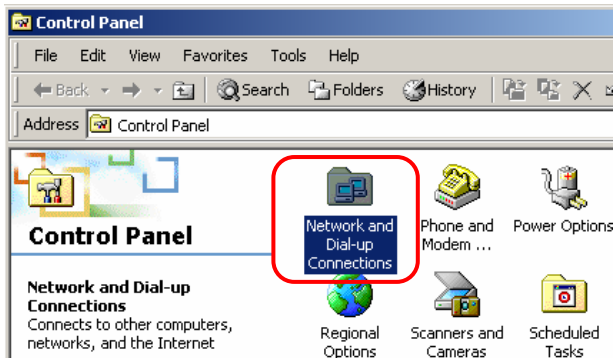 Control Panel
File Edit View Favorites Tools Help
Back Search Folders History
Address Control Panel
Control Panel
Network and Dial-up
Connections
Connects to other computers,
networks, and the Internet
Network and
Dial-up
Connections
Phone and
Modem ...
Power Options
Regional
Options
Scanners and
Cameras
Scheduled
Tasks